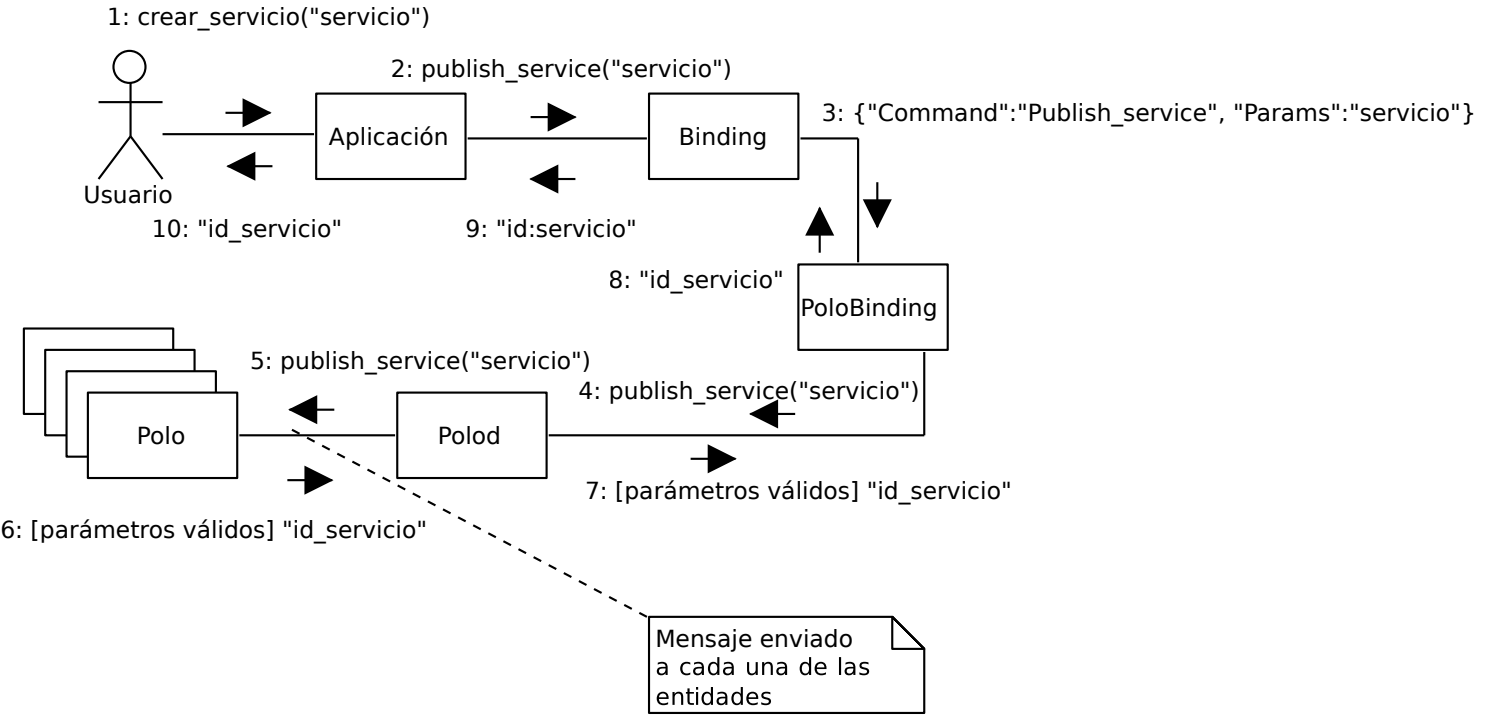 1: crear_servicio("servicio")
2: publish_service("servicio")
3: {"Command":"Publish_service", "Params":"servicio"}
Aplicación
Binding
Usuario
10: "id_servicio"
9: "id:servicio"
8: "id_servicio"
PoloBinding
5: publish_service("servicio")
4: publish_service("servicio")
Polo
Polod
7: [parámetros válidos] "id_servicio"
6: [parámetros válidos] "id_servicio"
Mensaje enviado
a cada una de las
entidades